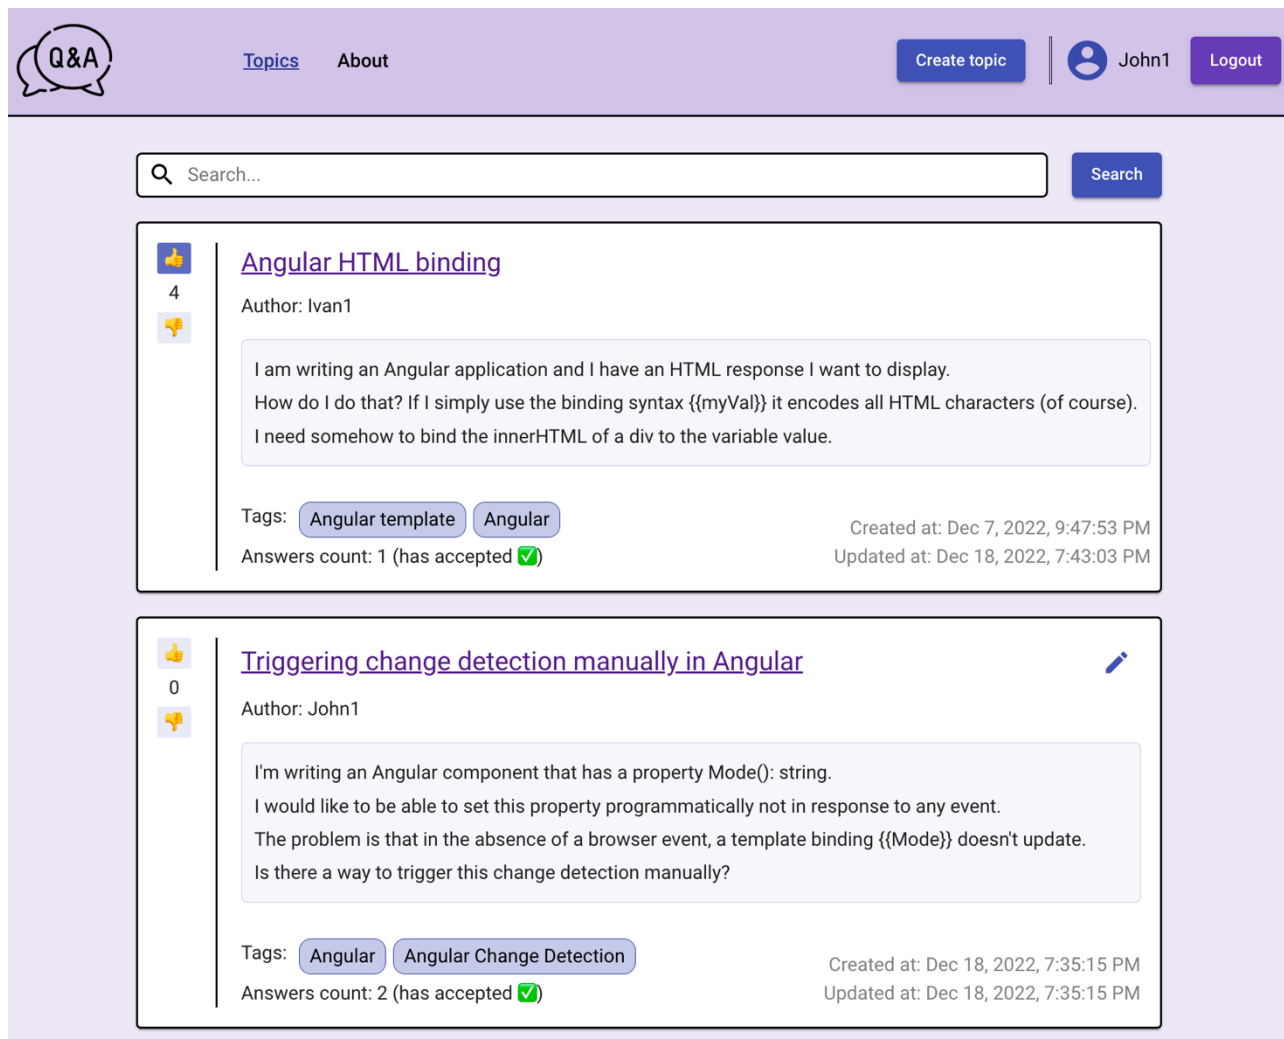 Q&A
Topics
About
Create topic
John1
Logout
Search...
Search
Angular HTML binding
4
Author: Ivan1
I am writing an Angular application and I have an HTML response I want to display.
How do I do that? If I simply use the binding syntax {{myVal}} it encodes all HTML characters (of course).
I need somehow to bind the innerHTML of a div to the variable value.
Tags: Angular template Angular
Created at: Dec 7, 2022, 9:47:53 PM
Answers count: 1 (has accepted ✅)
Updated at: Dec 18, 2022, 7:43:03 PM
Triggering change detection manually in Angular
0
Author: John1
I'm writing an Angular component that has a property Mode(): string.
I would like to be able to set this property programmatically not in response to any event.
The problem is that in the absence of a browser event, a template binding {{Mode}} doesn't update.
Is there a way to trigger this change detection manually?
Tags: Angular Angular Change Detection
Created at: Dec 18, 2022, 7:35:15 PM
Answers count: 2 (has accepted ✅)
Updated at: Dec 18, 2022, 7:35:15 PM